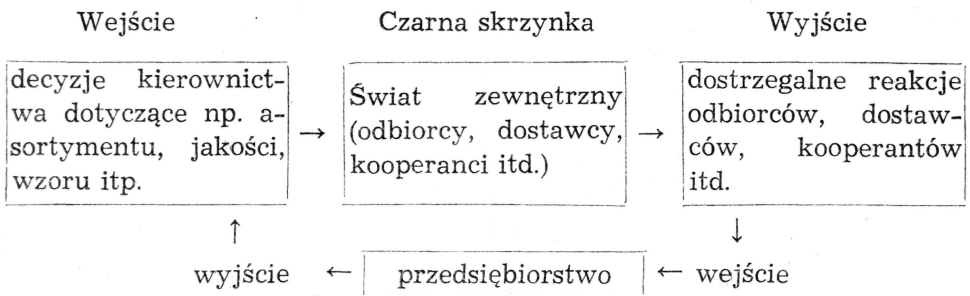 Wejście Czarna skrzynka Wyjście
decyzje kierownict-
wa dotyczące np. a-
sortymentu, jakości,
wzoru itp.
→
Świat zewnętrzny
(odbiorcy, dostawcy,
kooperanci itd.)
→
dostrzegalne reakcje
odbiorców, dostaw-
ców, kooperantów
itd.
↑ ↓
wyjście ← przedsiębiorstwo ← wejście